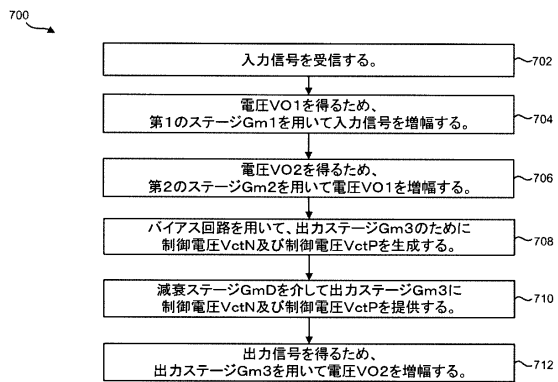 700
入力信号を受信する。
702
電圧VO1を得るため、
第1のステージGm1を用いて入力信号を増幅する。
704
電圧VO2を得るため、
第2のステージGm2を用いて電圧VO1を増幅する。
706
バイアス回路を用いて、出力ステージGm3のために
制御電圧VctN及び制御電圧VctPを生成する。
708
減衰ステージGmDを介して出力ステージGm3に
制御電圧VctN及び制御電圧VctPを提供する。
710
出力信号を得るため、
出力ステージGm3を用いて電圧VO2を増幅する。
712